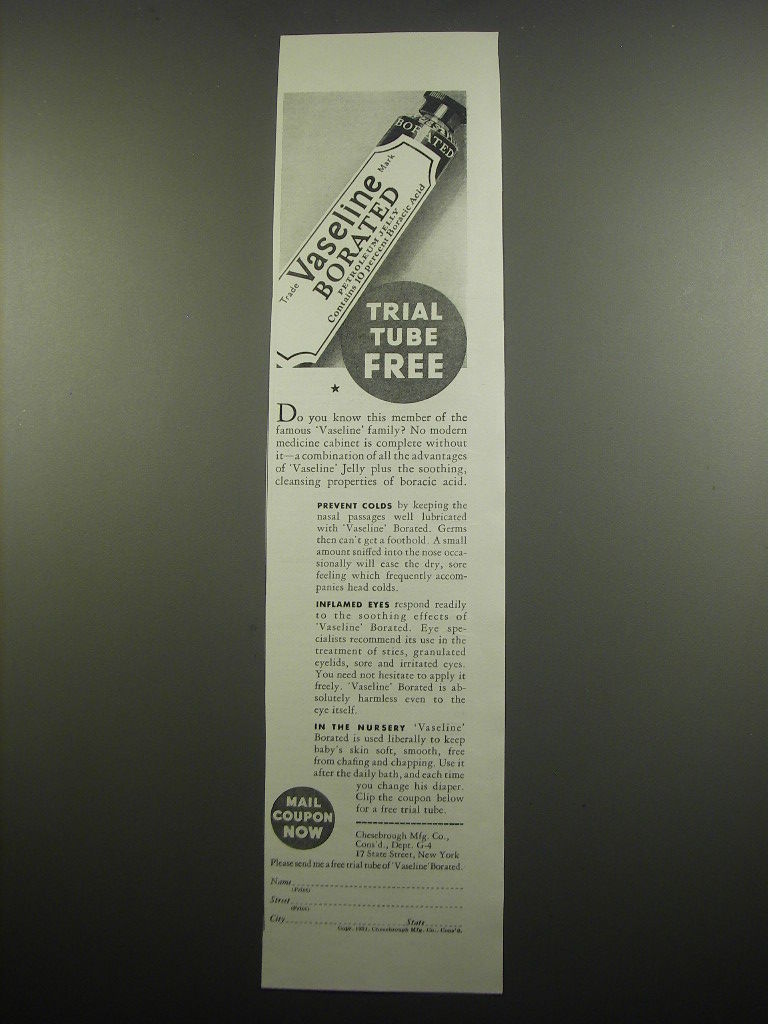 BORATED
Trade Mark
Vaseline
BORATED
PETROLEUM JELLY
Contains 10 percent Boracic Acid
TRIAL
TUBE
FREE
Do you know this member of the
famous 'Vaseline' family? No modern
medicine cabinet is complete without
it—a combination of all the advantages
of 'Vaseline' Jelly plus the soothing,
cleansing properties of boracic acid.
PREVENT COLDS by keeping the
nasal passages well lubricated
with 'Vaseline' Borated. Germs
then can't get a foothold. A small
amount sniffed into the nose occa-
sionally will ease the dry, sore
feeling which frequently accom-
panies head colds.
INFLAMED EYES respond readily
to the soothing effects of
'Vaseline' Borated. Eye spe-
cialists recommend its use in the
treatment of sties, granulated
eyelids, sore and irritated eyes.
You need not hesitate to apply it
freely. 'Vaseline' Borated is ab-
solutely harmless even to the
eye itself.
IN THE NURSERY 'Vaseline'
Borated is used liberally to keep
baby's skin soft, smooth, free
from chafing and chapping. Use it
after the daily bath, and each time
you change his diaper.
Clip the coupon below
for a free trial tube.
MAIL
COUPON
NOW
Chesebrough Mfg. Co.,
Cons'd., Dept. G-4
17 State Street, New York
Please send me a free trial tube of 'Vaseline' Borated.
Name
(Print)
Street
(Print)
City State
Copr. Chesebrough Mfg. Co., Cons'd.